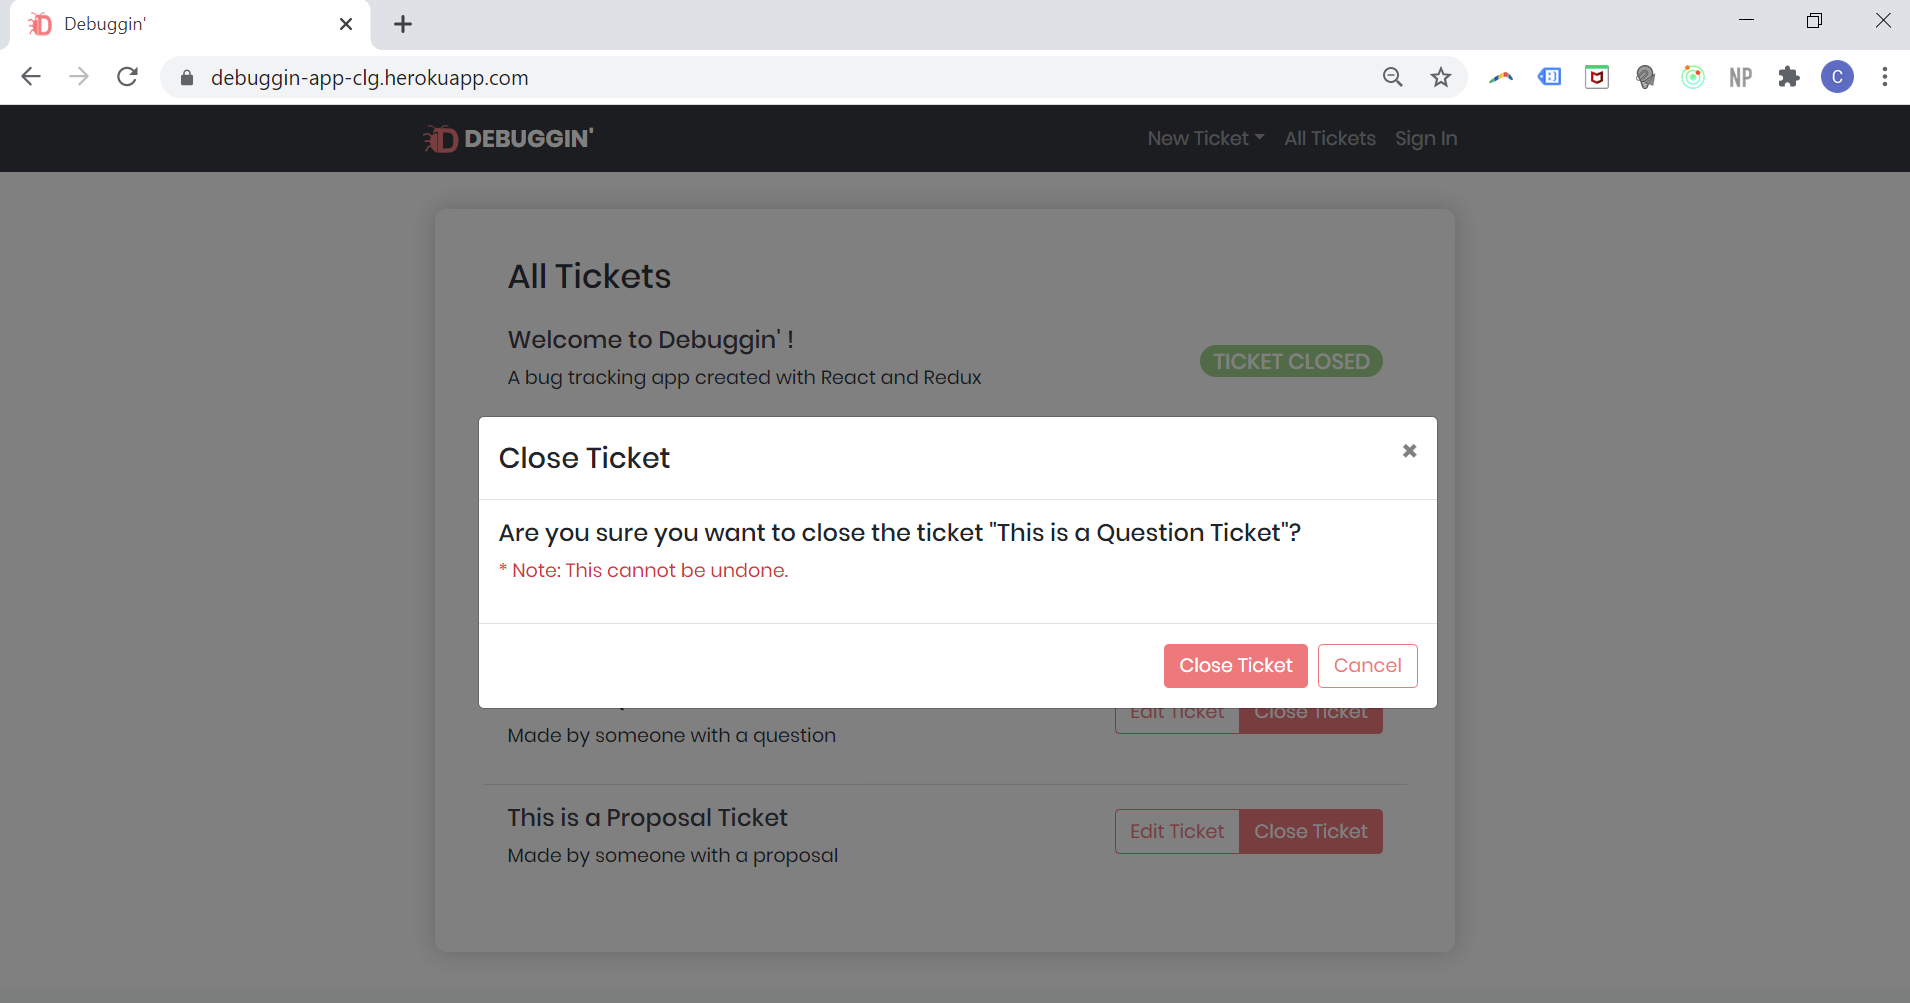 Debuggin'
debuggin-app-clg.herokuapp.com
NP
C
DEBUGGIN'
New Ticket
All Tickets
Sign In
All Tickets
Welcome to Debuggin' !
A bug tracking app created with React and Redux
TICKET CLOSED
Close Ticket
Are you sure you want to close the ticket "This is a Question Ticket"?
* Note: This cannot be undone.
Close Ticket
Cancel
Edit Ticket
Close Ticket
Made by someone with a question
This is a Proposal Ticket
Made by someone with a proposal
Edit Ticket
Close Ticket